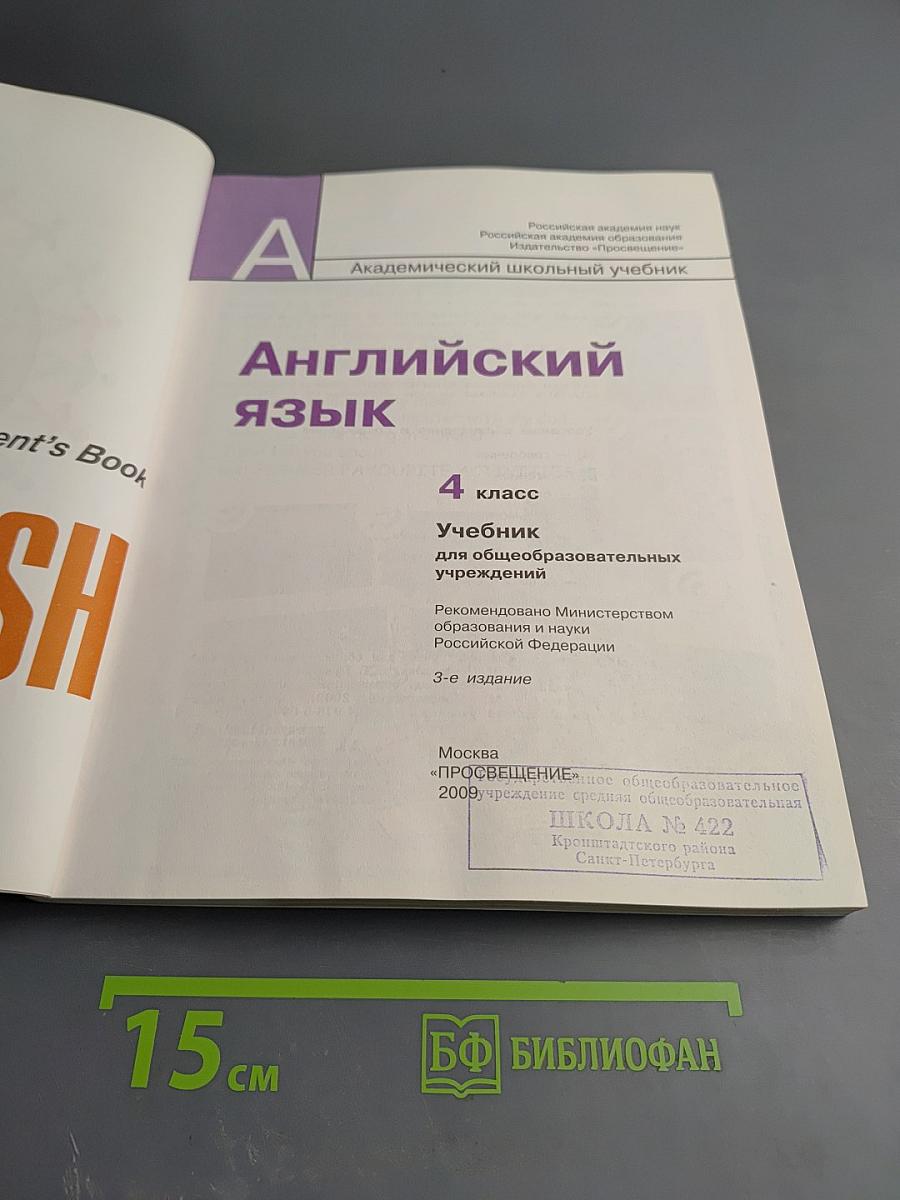 ent's Book
SH
А
Российская академия наук
Российская академия образования
Издательство «Просвещение»
Академический школьный учебник
Английский
язык
4 класс
Учебник
для общеобразовательных
учреждений
Рекомендовано Министерством
образования и науки
Российской Федерации
3-е издание
Москва
«ПРОСВЕЩЕНИЕ»
2009
Государственное общеобразовательное
учреждение средняя общеобразовательная
ШКОЛА № 422
Кронштадтского района
Санкт-Петербурга
15 см
БФ БИБЛИОФАН